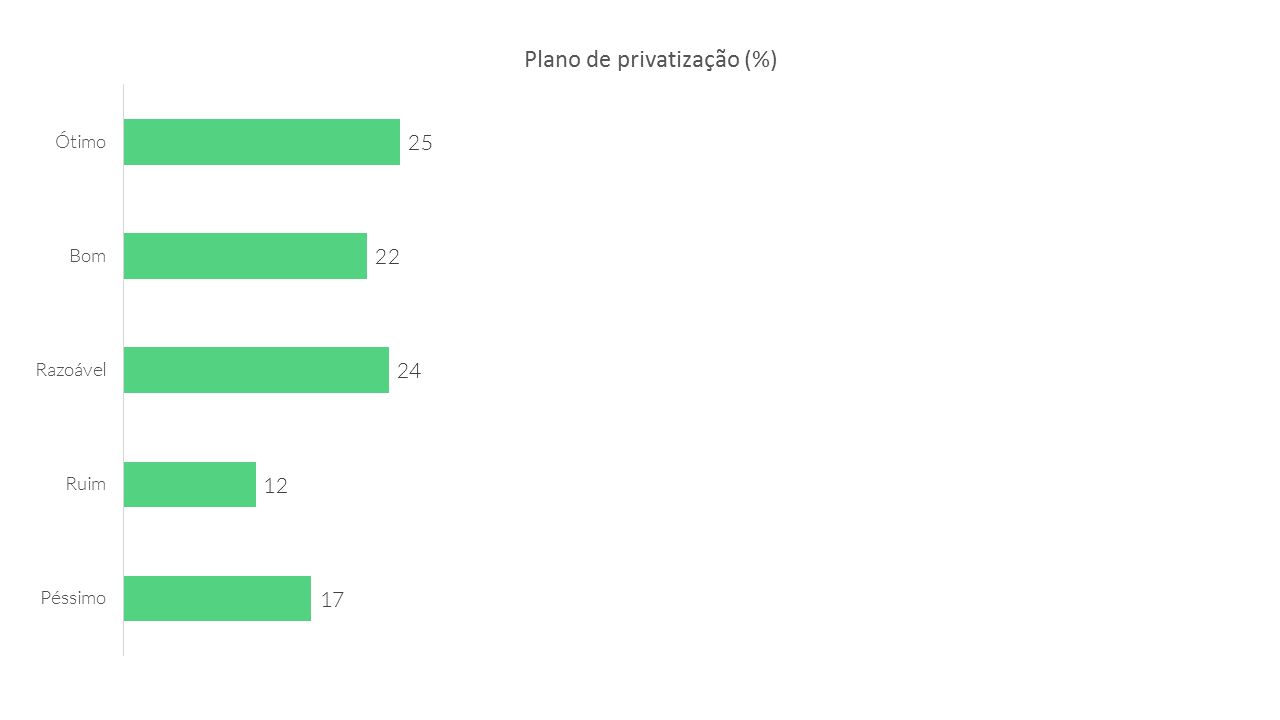 Plano de privatização (%)
Ótimo 25
Bom 22
Razoável 24
Ruim 12
Péssimo 17